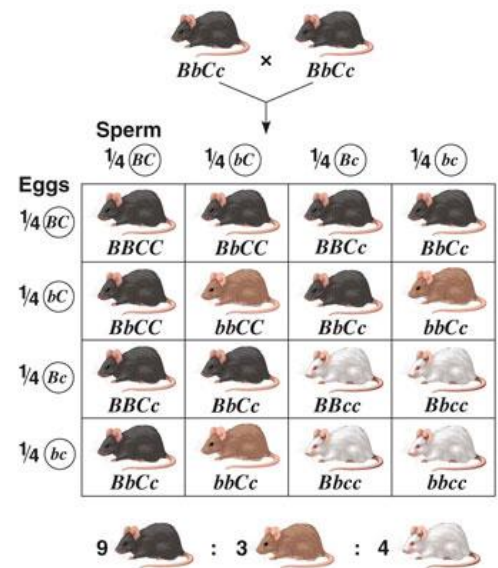 BbCc × BbCc
Sperm
1/4 BC 1/4 bC 1/4 Bc 1/4 bc
Eggs
1/4 BC
BBCC BbCC BBCc BbCc
1/4 bC
BbCC bbCC BbCc bbCc
1/4 Bc
BBCc BbCc BBcc Bbcc
1/4 bc
BbCc bbCc Bbcc bbcc
9 : 3 : 4